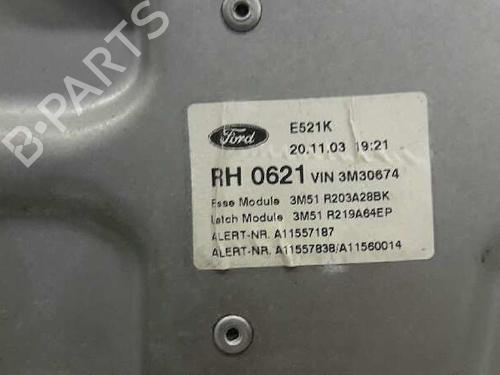 Ford
E521K
20.11.03 19:21
RH 0621 VIN 3M30674
Base Module 3M51 R203A28BK
Latch Module 3M51 R219A64EP
ALERT-NR. A11557187
ALERT-NR. A11557838/A11560014
B-PARTS